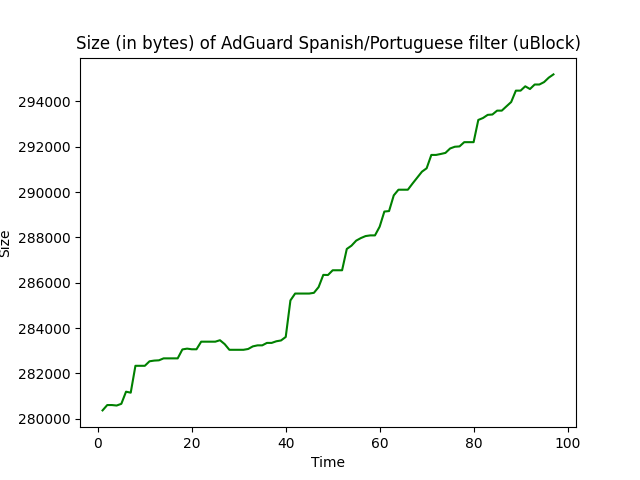 Size (in bytes) of AdGuard Spanish/Portuguese filter (uBlock)
294000
292000
290000
288000
286000
284000
282000
280000
Size
0 20 40 60 80 100
Time